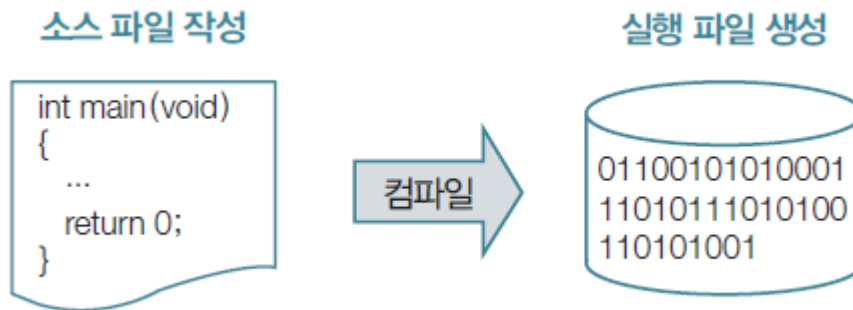 소스 파일 작성
실행 파일 생성
int main(void)
{
...
return 0;
}
컴파일
01100101010001
11010111010100
110101001